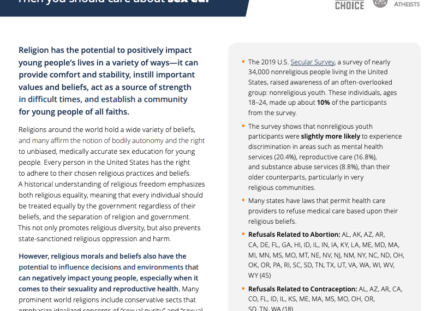 Then you should care about sex ed.
CHOICE
ATHEISTS
Religion has the potential to positively impact
young people's lives in a variety of ways—it can
provide comfort and stability, instill important
values and beliefs, act as a source of strength
in difficult times, and establish a community
for young people of all faiths.
Religions around the world hold a wide variety of beliefs,
and many affirm the notion of bodily autonomy and the right
to unbiased, medically accurate sex education for young
people. Every person in the United States has the right
to adhere to their chosen religious practices and beliefs.
A historical understanding of religious freedom emphasizes
both religious equality, meaning that every individual should
be treated equally by the government regardless of their
beliefs, and the separation of religion and government.
This not only promotes religious diversity, but also prevents
state-sanctioned religious oppression and harm.
However, religious morals and beliefs also have the
potential to influence decisions and environments that
can negatively impact young people, especially when it
comes to their sexuality and reproductive health. Many
prominent world religions include conservative sects that
emphasize idealized concepts of "sexual purity" and "sexual
• The 2019 U.S. Secular Survey, a survey of nearly
34,000 nonreligious people living in the United
States, raised awareness of an often-overlooked
group: nonreligious youth. These individuals, ages
18–24, made up about 10% of the participants
from the survey.
• The survey shows that nonreligious youth
participants were slightly more likely to experience
discrimination in areas such as mental health
services (20.4%), reproductive care (16.8%),
and substance abuse services (8.8%), than their
older counterparts, particularly in very
religious communities.
• Many states have laws that permit health care
providers to refuse medical care based upon their
religious beliefs.
• Refusals Related to Abortion: AL, AK, AZ, AR,
CA, DE, FL, GA, HI, ID, IL, IN, IA, KY, LA, ME, MD, MA,
MI, MN, MS, MO, MT, NE, NV, NJ, NM, NY, NC, ND, OH,
OK, OR, PA, RI, SC, SD, TN, TX, UT, VA, WA, WI, WV,
WY (45)
• Refusals Related to Contraception: AL, AZ, AR, CA,
CO, FL, ID, IL, KS, ME, MA, MS, MO, OH, OR,
SD, TN, WA (18)